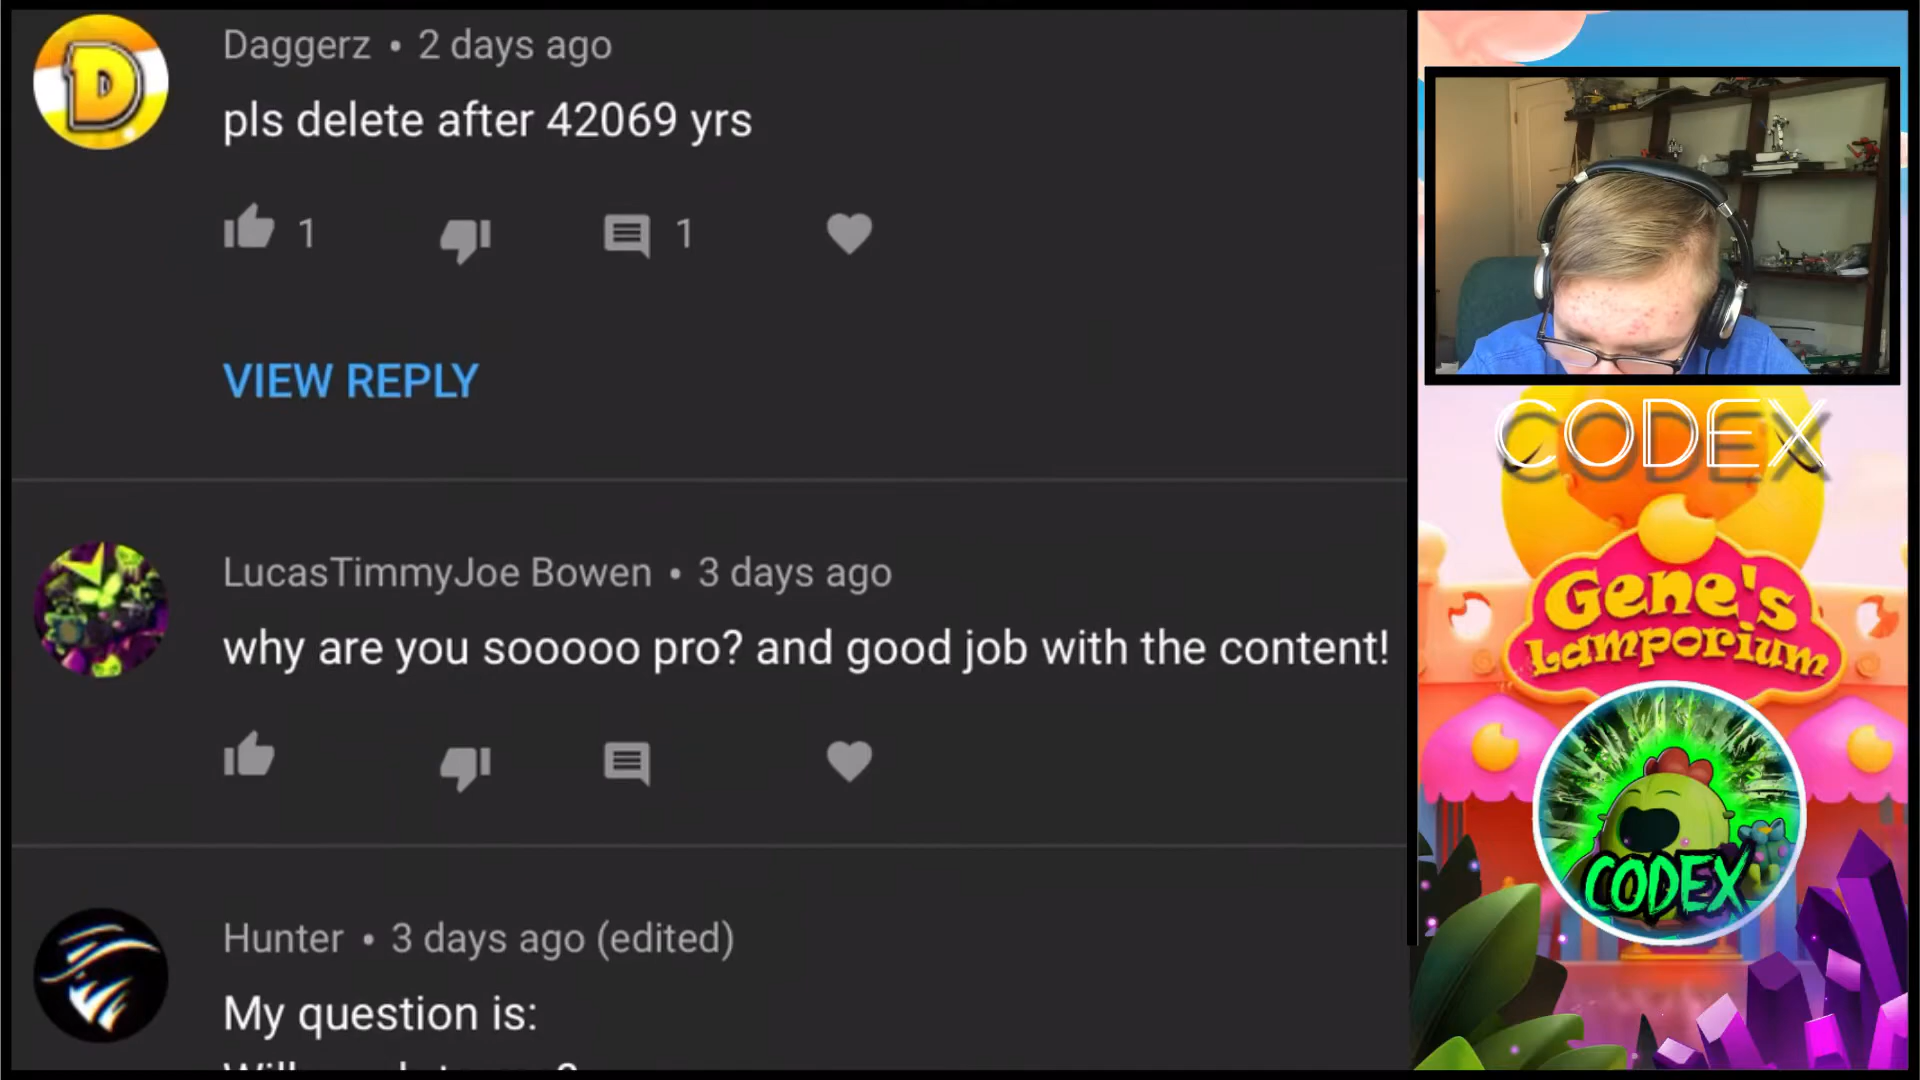 Daggerz • 2 days ago
pls delete after 42069 yrs
1
1
VIEW REPLY
LucasTimmyJoe Bowen • 3 days ago
why are you sooooo pro? and good job with the content!
Hunter • 3 days ago (edited)
My question is:
CODEX
Gene's
Lamporium
CODEX
D